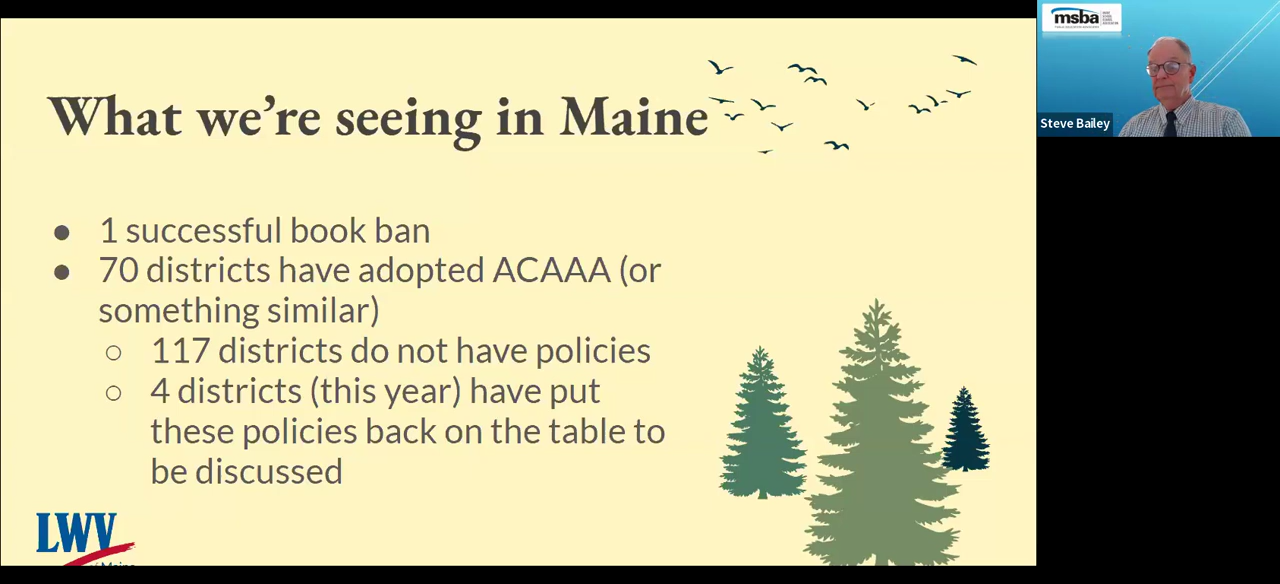 What we're seeing in Maine
● 1 successful book ban
● 70 districts have adopted ACAAA (or
something similar)
○ 117 districts do not have policies
○ 4 districts (this year) have put
these policies back on the table to
be discussed
LWV
of Maine
msba
Steve Bailey